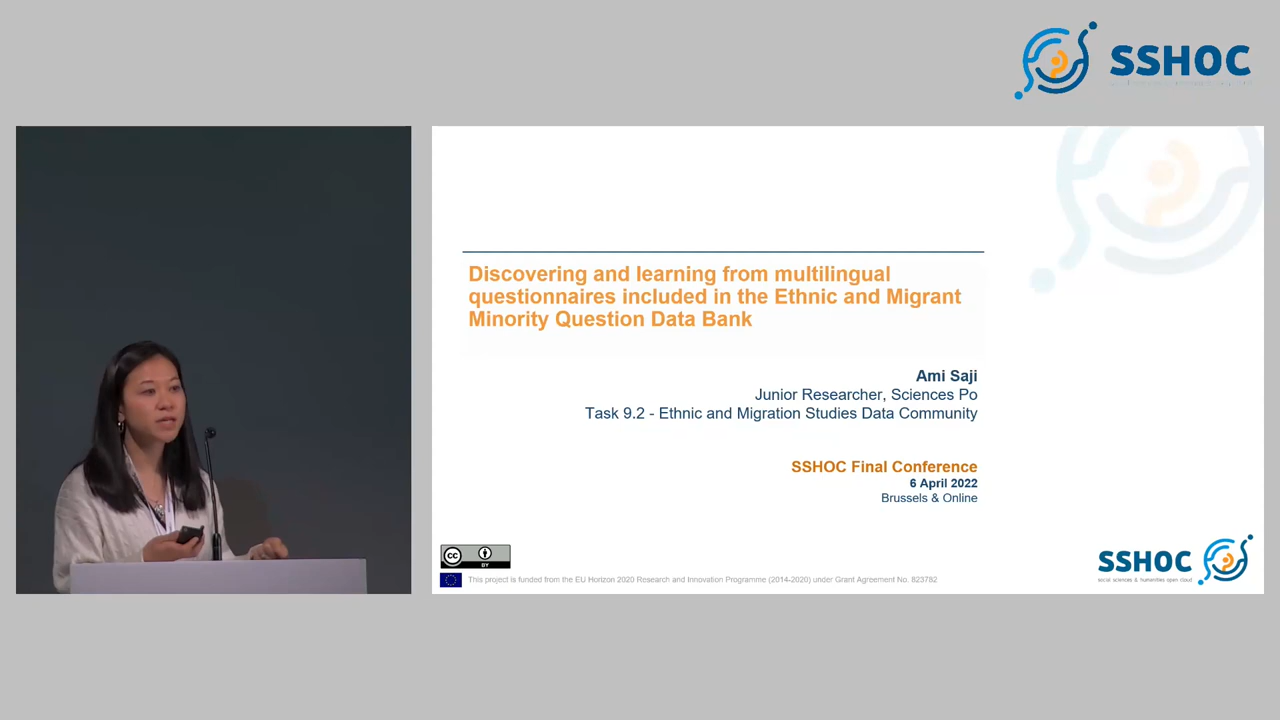 SSHOC
Discovering and learning from multilingual
questionnaires included in the Ethnic and Migrant
Minority Question Data Bank
Ami Saji
Junior Researcher, Sciences Po
Task 9.2 - Ethnic and Migration Studies Data Community
SSHOC Final Conference
6 April 2022
Brussels & Online
CC
BY
This project is funded from the EU Horizon 2020 Research and Innovation Programme (2014-2020) under Grant Agreement No. 823782
SSHOC
social sciences & humanities open cloud